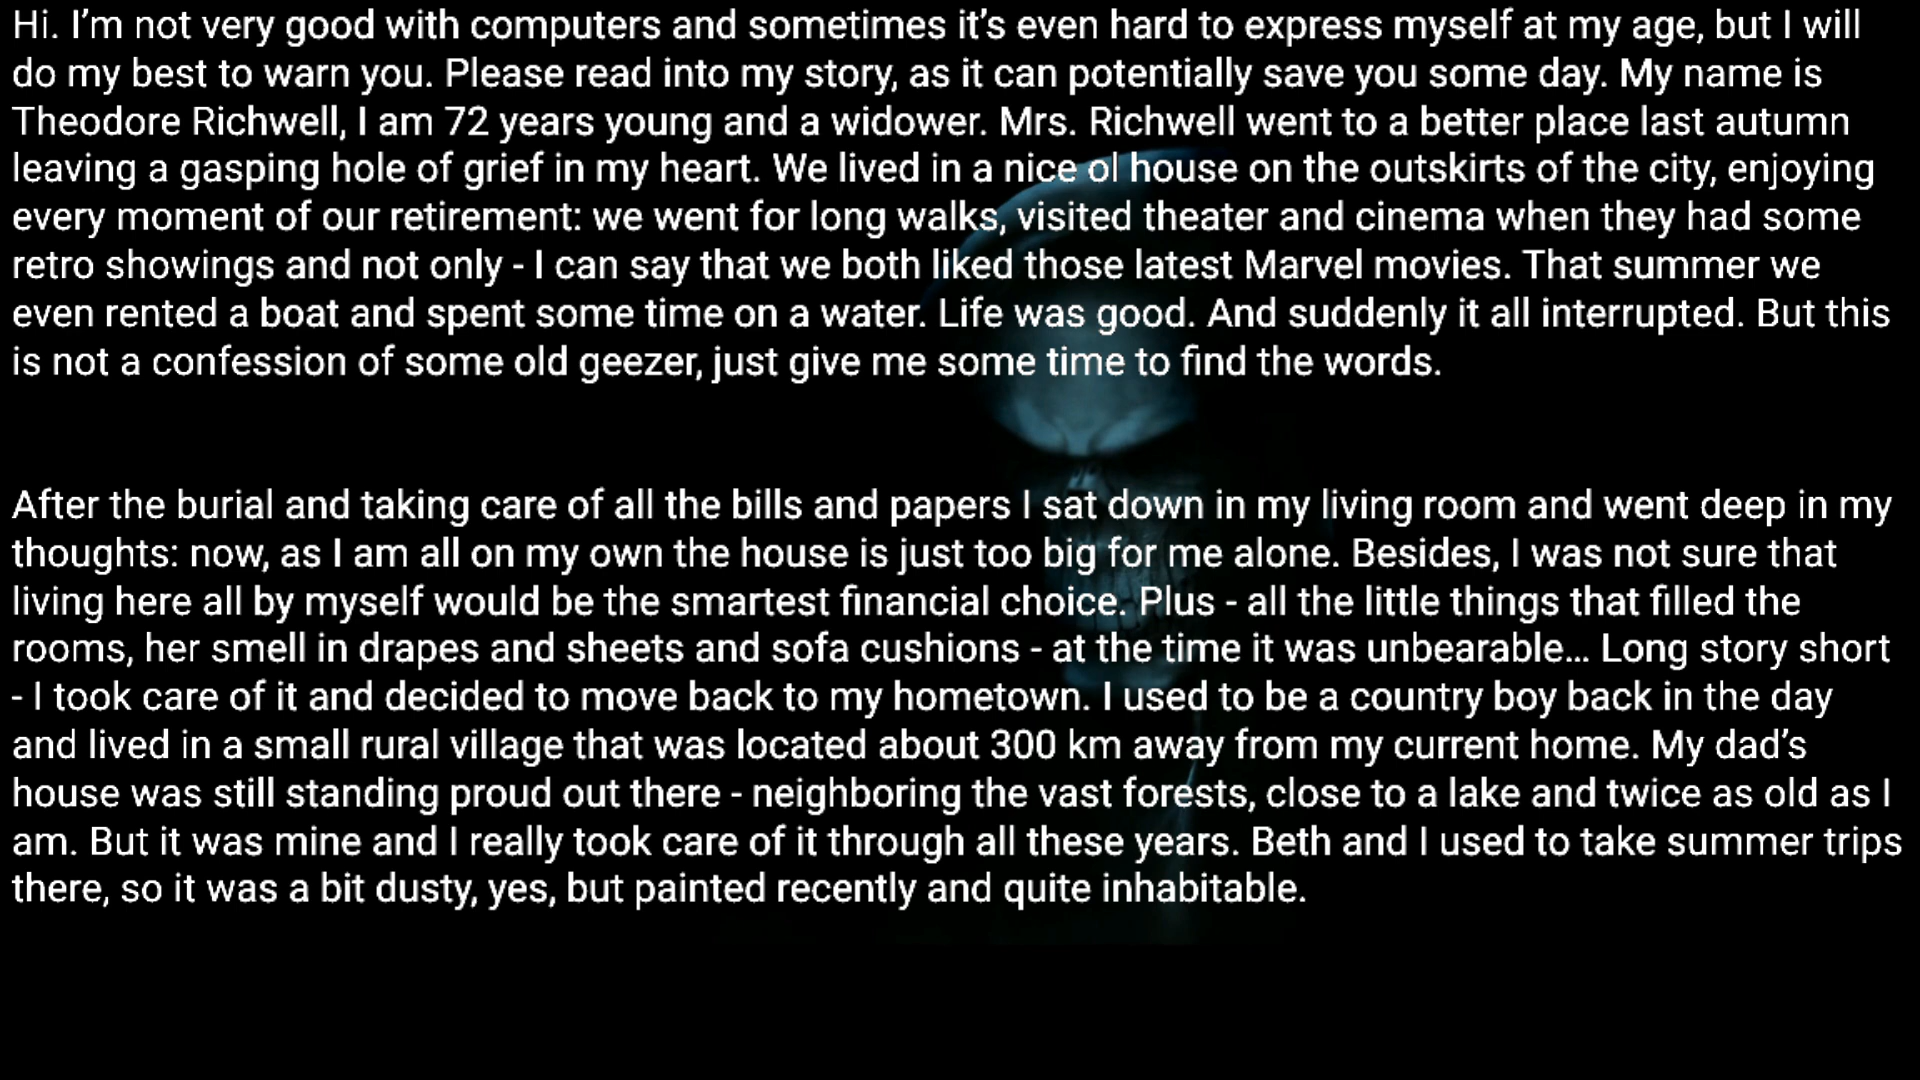 Hi. I’m not very good with computers and sometimes it’s even hard to express myself at my age, but I will
do my best to warn you. Please read into my story, as it can potentially save you some day. My name is
Theodore Richwell, I am 72 years young and a widower. Mrs. Richwell went to a better place last autumn
leaving a gasping hole of grief in my heart. We lived in a nice ol house on the outskirts of the city, enjoying
every moment of our retirement: we went for long walks, visited theater and cinema when they had some
retro showings and not only - I can say that we both liked those latest Marvel movies. That summer we
even rented a boat and spent some time on a water. Life was good. And suddenly it all interrupted. But this
is not a confession of some old geezer, just give me some time to find the words.
After the burial and taking care of all the bills and papers I sat down in my living room and went deep in my
thoughts: now, as I am all on my own the house is just too big for me alone. Besides, I was not sure that
living here all by myself would be the smartest financial choice. Plus - all the little things that filled the
rooms, her smell in drapes and sheets and sofa cushions - at the time it was unbearable… Long story short
- I took care of it and decided to move back to my hometown. I used to be a country boy back in the day
and lived in a small rural village that was located about 300 km away from my current home. My dad’s
house was still standing proud out there - neighboring the vast forests, close to a lake and twice as old as I
am. But it was mine and I really took care of it through all these years. Beth and I used to take summer trips
there, so it was a bit dusty, yes, but painted recently and quite inhabitable.